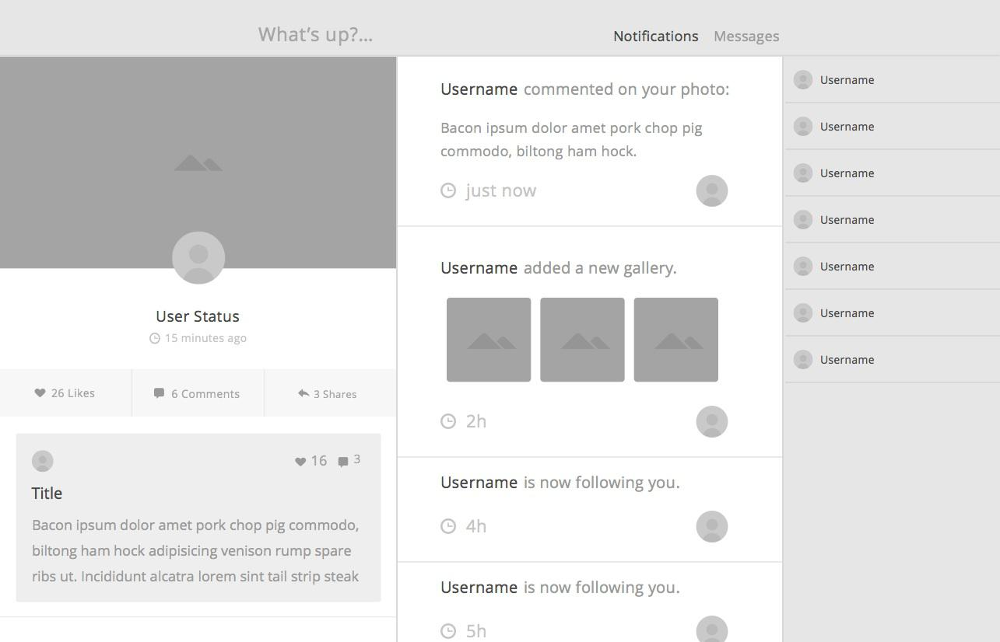 What's up?...
Notifications Messages
User Status
15 minutes ago
26 Likes 6 Comments 3 Shares
16 3
Title
Bacon ipsum dolor amet pork chop pig commodo,
biltong ham hock adipisicing venison rump spare
ribs ut. Incididunt alcatra lorem sint tail strip steak
Username commented on your photo:
Bacon ipsum dolor amet pork chop pig
commodo, biltong ham hock.
just now
Username added a new gallery.
2h
Username is now following you.
4h
Username is now following you.
5h
Username
Username
Username
Username
Username
Username
Username